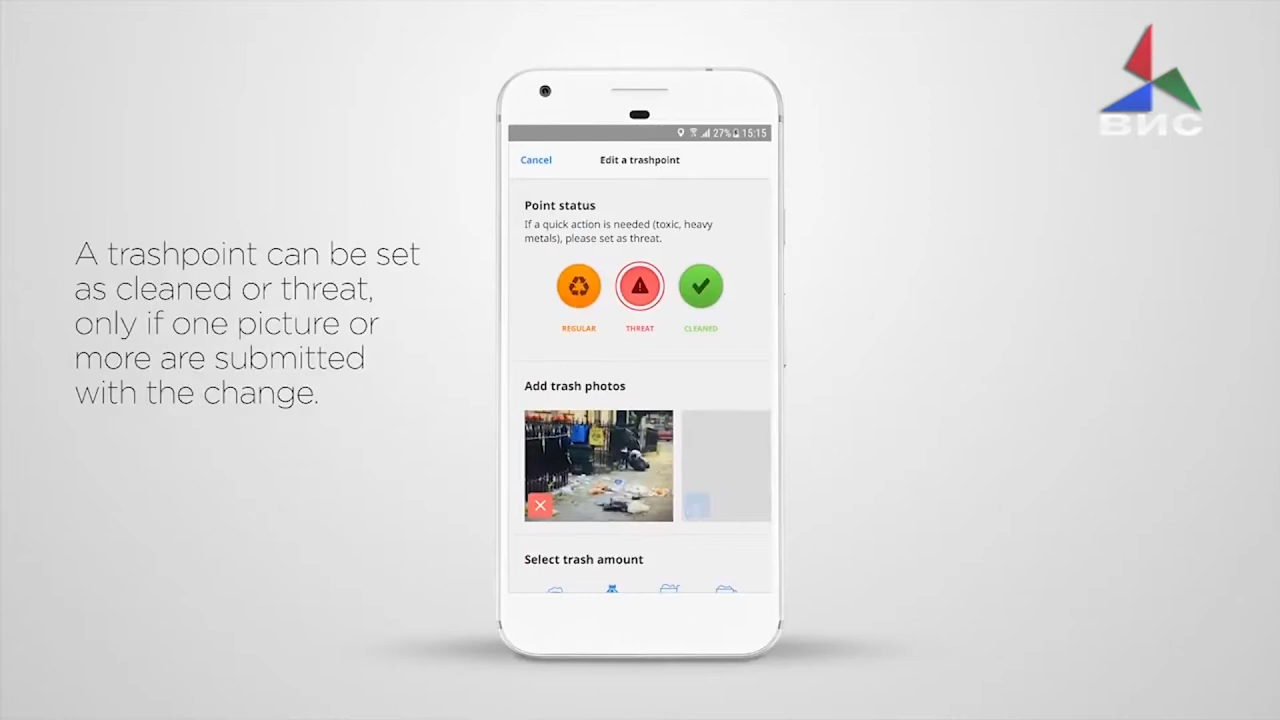 ВИС
27% 15:15
Cancel
Edit a trashpoint
Point status
If a quick action is needed (toxic, heavy
metals), please set as threat.
REGULAR
THREAT
CLEANED
A trashpoint can be set
as cleaned or threat,
only if one picture or
more are submitted
with the change.
Add trash photos
Select trash amount